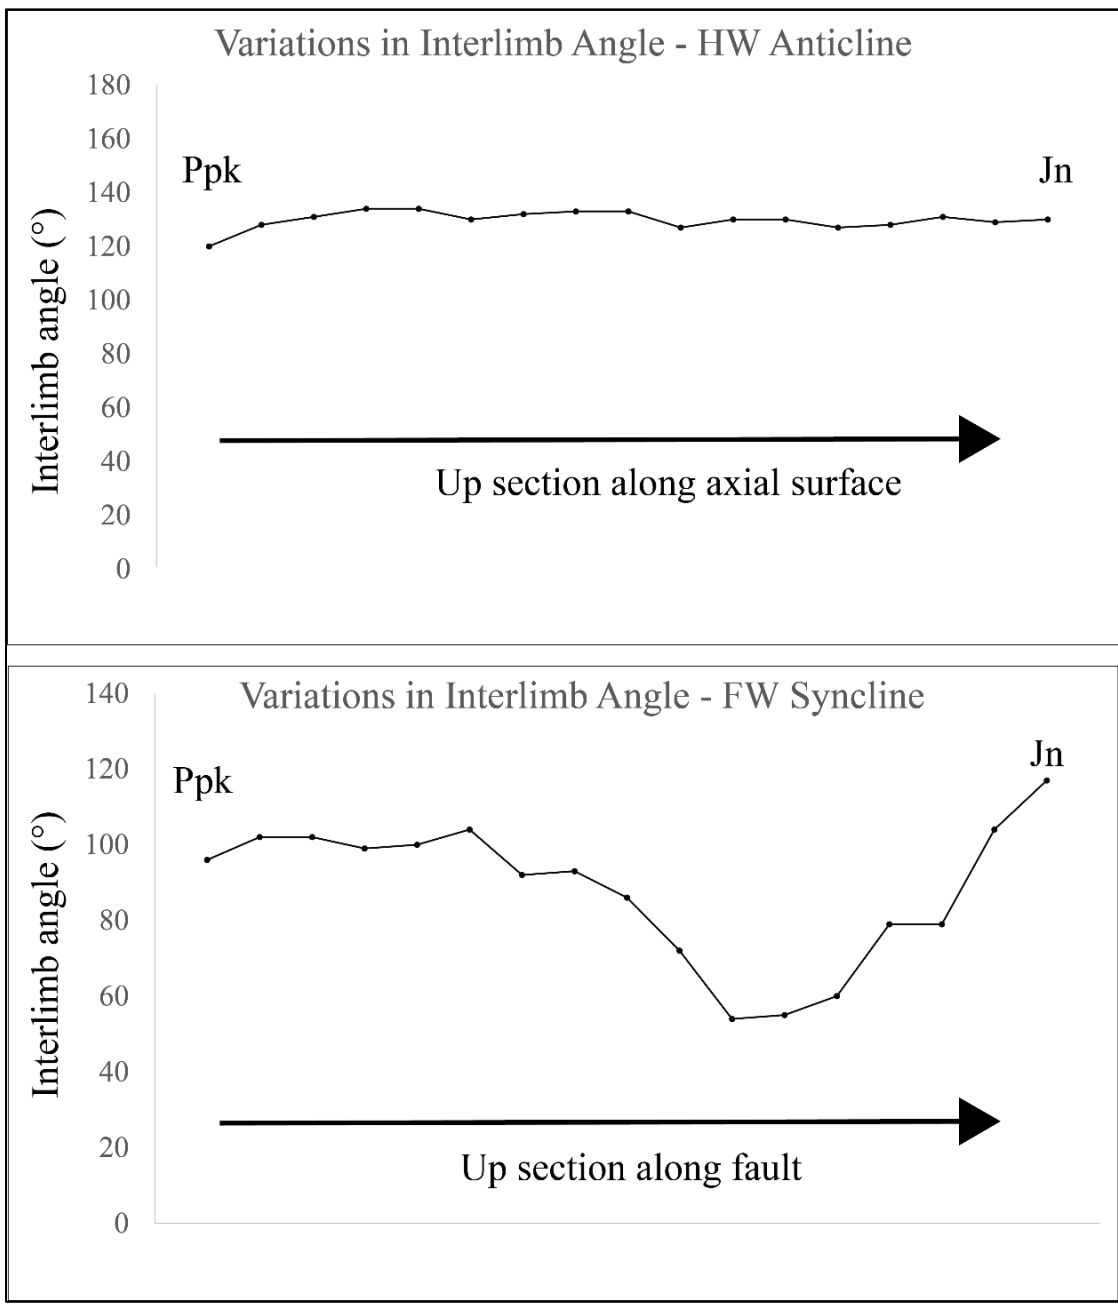 Variations in Interlimb Angle - HW Anticline
180
160
140
120
100
80
60
40
20
0
Interlimb angle (°)
Ppk
Jn
Up section along axial surface
Variations in Interlimb Angle - FW Syncline
140
120
100
80
60
40
20
0
Interlimb angle (°)
Ppk
Jn
Up section along fault